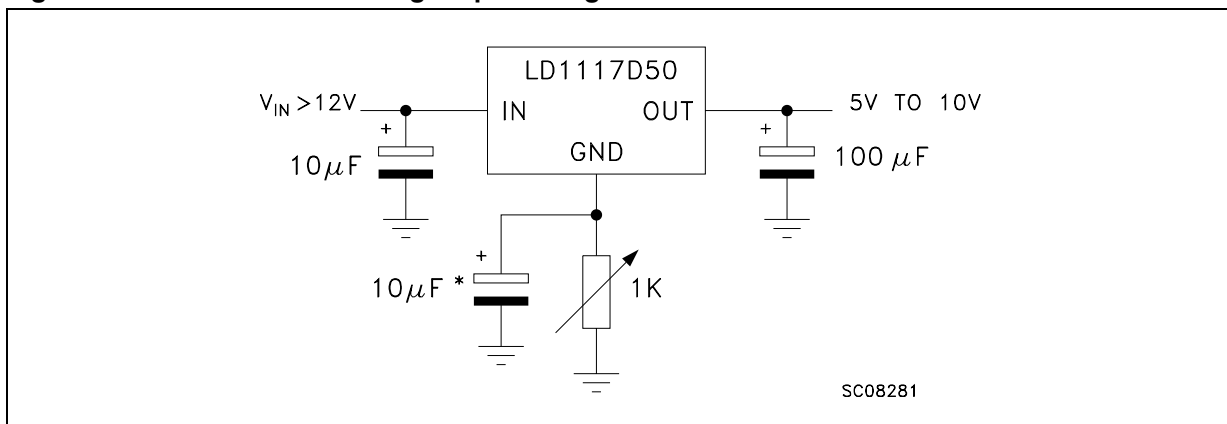 LD1117D50
V_IN >12V
IN
OUT
5V TO 10V
GND
+
10μF
+
100 μF
+
10μF *
1K
SC08281